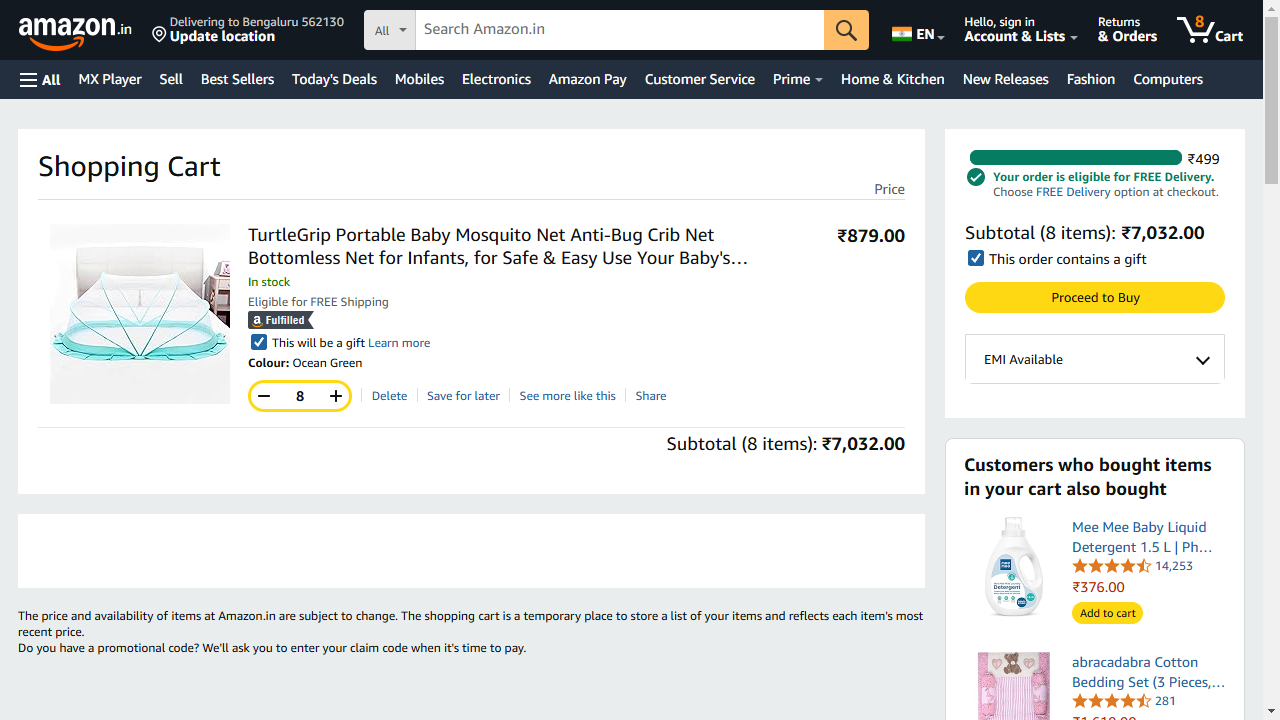 amazon.in
Delivering to Bengaluru 562130
Update location
All
Search Amazon.in
EN
Hello, sign in
Account & Lists
Returns
& Orders
8
Cart
All
MX Player
Sell
Best Sellers
Today's Deals
Mobiles
Electronics
Amazon Pay
Customer Service
Prime
Home & Kitchen
New Releases
Fashion
Computers
Shopping Cart
Price
TurtleGrip Portable Baby Mosquito Net Anti-Bug Crib Net
Bottomless Net for Infants, for Safe & Easy Use Your Baby's…
₹879.00
In stock
Eligible for FREE Shipping
a Fulfilled
This will be a gift Learn more
Colour: Ocean Green
8
Delete
Save for later
See more like this
Share
Subtotal (8 items): ₹7,032.00
The price and availability of items at Amazon.in are subject to change. The shopping cart is a temporary place to store a list of your items and reflects each item's most
recent price.
Do you have a promotional code? We'll ask you to enter your claim code when it's time to pay.
₹499
Your order is eligible for FREE Delivery.
Choose FREE Delivery option at checkout.
Subtotal (8 items): ₹7,032.00
This order contains a gift
Proceed to Buy
EMI Available
Customers who bought items
in your cart also bought
Mee Mee Baby Liquid
Detergent 1.5 L | Ph…
14,253
₹376.00
Add to cart
abracadabra Cotton
Bedding Set (3 Pieces,…
281